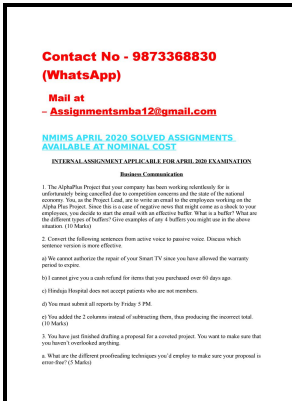 Contact No - 9873368830
(WhatsApp)
Mail at
– Assignmentsmba12@gmail.com
NMIMS APRIL 2020 SOLVED ASSIGNMENTS
AVAILABLE AT NOMINAL COST
INTERNAL ASSIGNMENT APPLICABLE FOR APRIL 2020 EXAMINATION
Business Communication
1. The AlphaPlus Project that your company has been working relentlessly for is
unfortunately being cancelled due to competition concerns and the state of the national
economy. You, as the Project Lead, are to write an email to the employees working on the
Alpha Plus Project. Since this is a case of negative news that might come as a shock to your
employees, you decide to start the email with an effective buffer. What is a buffer? What are
the different types of buffers? Give examples of any 4 buffers you might use in the above
situation. (10 Marks)
2. Convert the following sentences from active voice to passive voice. Discuss which
sentence version is more effective.
a) We cannot authorize the repair of your Smart TV since you have allowed the warranty
period to expire.
b) I cannot give you a cash refund for items that you purchased over 60 days ago.
c) Hinduja Hospital does not accept patients who are not members.
d) You must submit all reports by Friday 5 PM.
e) You added the 2 columns instead of subtracting them, thus producing the incorrect total.
(10 Marks)
3. You have just finished drafting a proposal for a coveted project. You want to make sure that
you haven't overlooked anything.
a. What are the different proofreading techniques you'd employ to make sure your proposal is
error-free? (5 Marks)